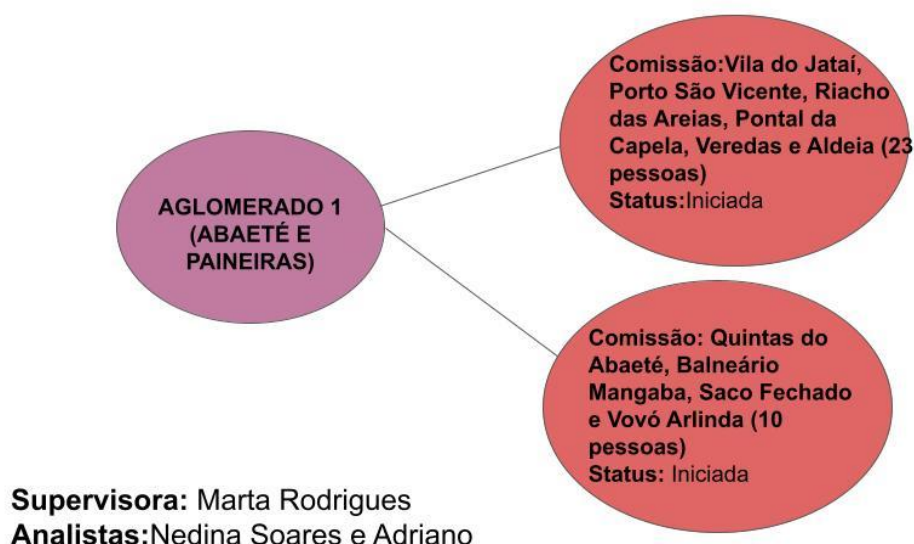 AGLOMERADO 1
(ABAETÉ E
PAINEIRAS)
Comissão:Vila do Jataí,
Porto São Vicente, Riacho
das Areias, Pontal da
Capela, Veredas e Aldeia (23
pessoas)
Status:Iniciada
Comissão: Quintas do
Abaeté, Balneário
Mangaba, Saco Fechado
e Vovó Arlinda (10
pessoas)
Status: Iniciada
Supervisora: Marta Rodrigues
Analistas:Nedina Soares e Adriano